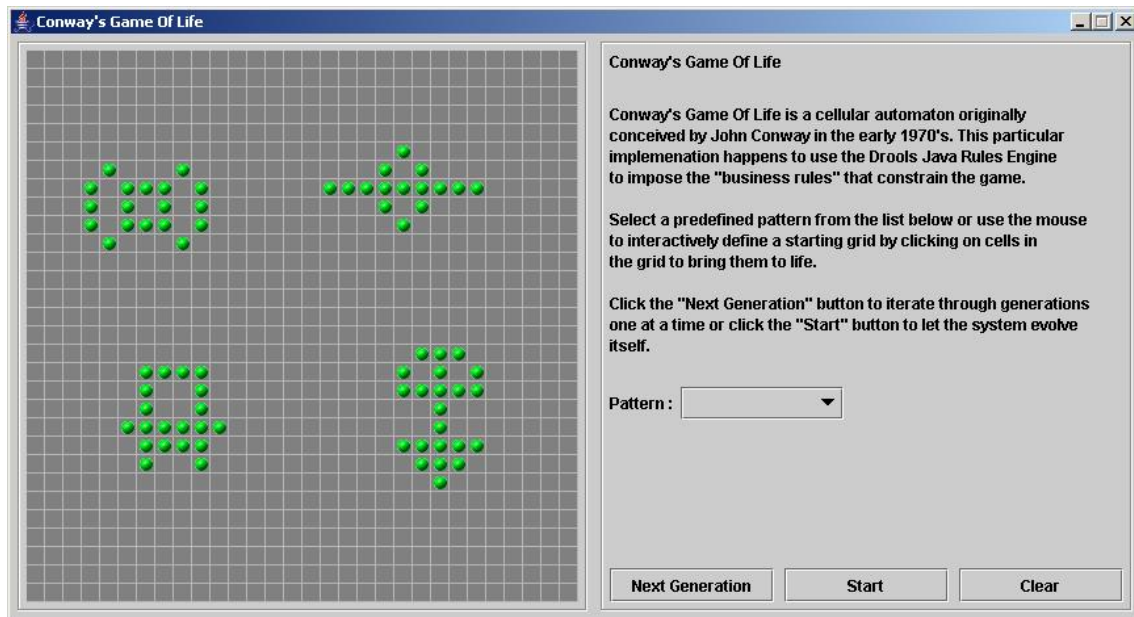 Conway's Game Of Life
Conway's Game Of Life
Conway's Game Of Life is a cellular automaton originally
conceived by John Conway in the early 1970's. This particular
implemenation happens to use the Drools Java Rules Engine
to impose the "business rules" that constrain the game.
Select a predefined pattern from the list below or use the mouse
to interactively define a starting grid by clicking on cells in
the grid to bring them to life.
Click the "Next Generation" button to iterate through generations
one at a time or click the "Start" button to let the system evolve
itself.
Pattern :
Next Generation Start Clear